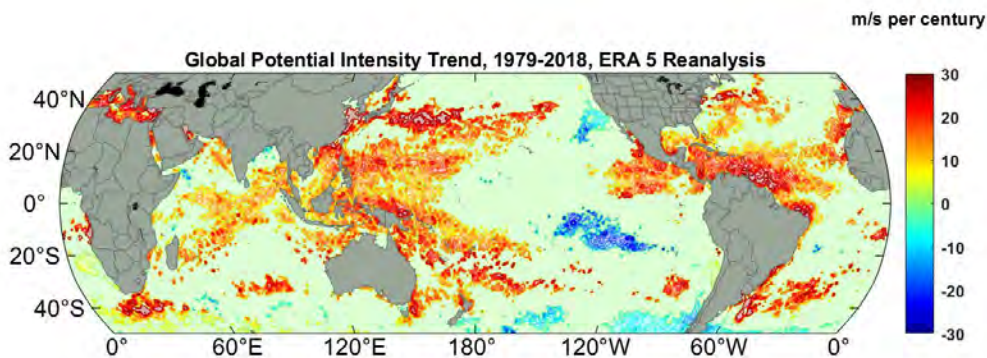 m/s per century
Global Potential Intensity Trend, 1979-2018, ERA 5 Reanalysis
40°N
20°N
0°
20°S
40°S
0°
60°E
120°E
180°
120°W
60°W
0°
30
20
10
0
-10
-20
-30